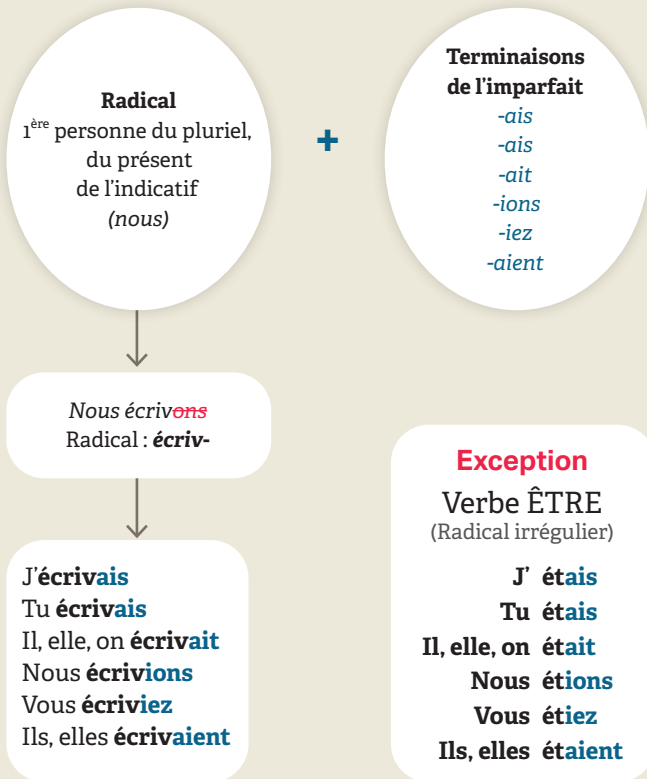 Radical
1ère personne du pluriel,
du présent
de l'indicatif
(nous)
+
Terminaisons
de l'imparfait
-ais
-ais
-ait
-ions
-iez
-aient
Nous écrivons
Radical : écriv-
J'écrivais
Tu écrivais
Il, elle, on écrivait
Nous écrivions
Vous écriviez
Ils, elles écrivaient
Exception
Verbe ÊTRE
(Radical irrégulier)
J' étais
Tu étais
Il, elle, on était
Nous étions
Vous étiez
Ils, elles étaient